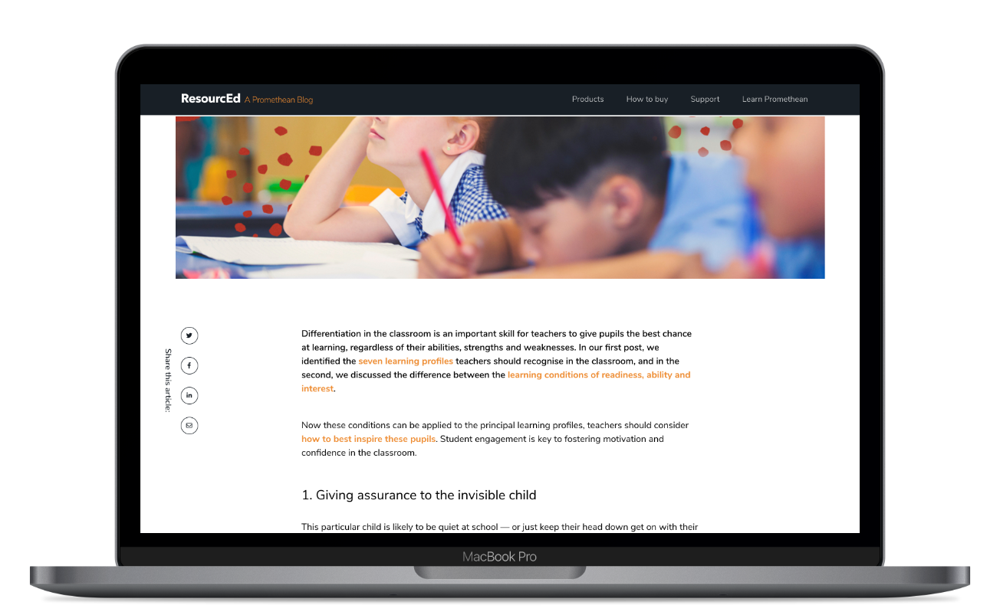 ResourcEd A Promethean Blog
Products How to buy Support Learn Promethean
Share this article:
Differentiation in the classroom is an important skill for teachers to give pupils the best chance
at learning, regardless of their abilities, strengths and weaknesses. In our first post, we
identified the seven learning profiles teachers should recognise in the classroom, and in the
second, we discussed the difference between the learning conditions of readiness, ability and
interest.
Now these conditions can be applied to the principal learning profiles, teachers should consider
how to best inspire these pupils. Student engagement is key to fostering motivation and
confidence in the classroom.
1. Giving assurance to the invisible child
This particular child is likely to be quiet at school — or just keep their head down get on with their
MacBook Pro